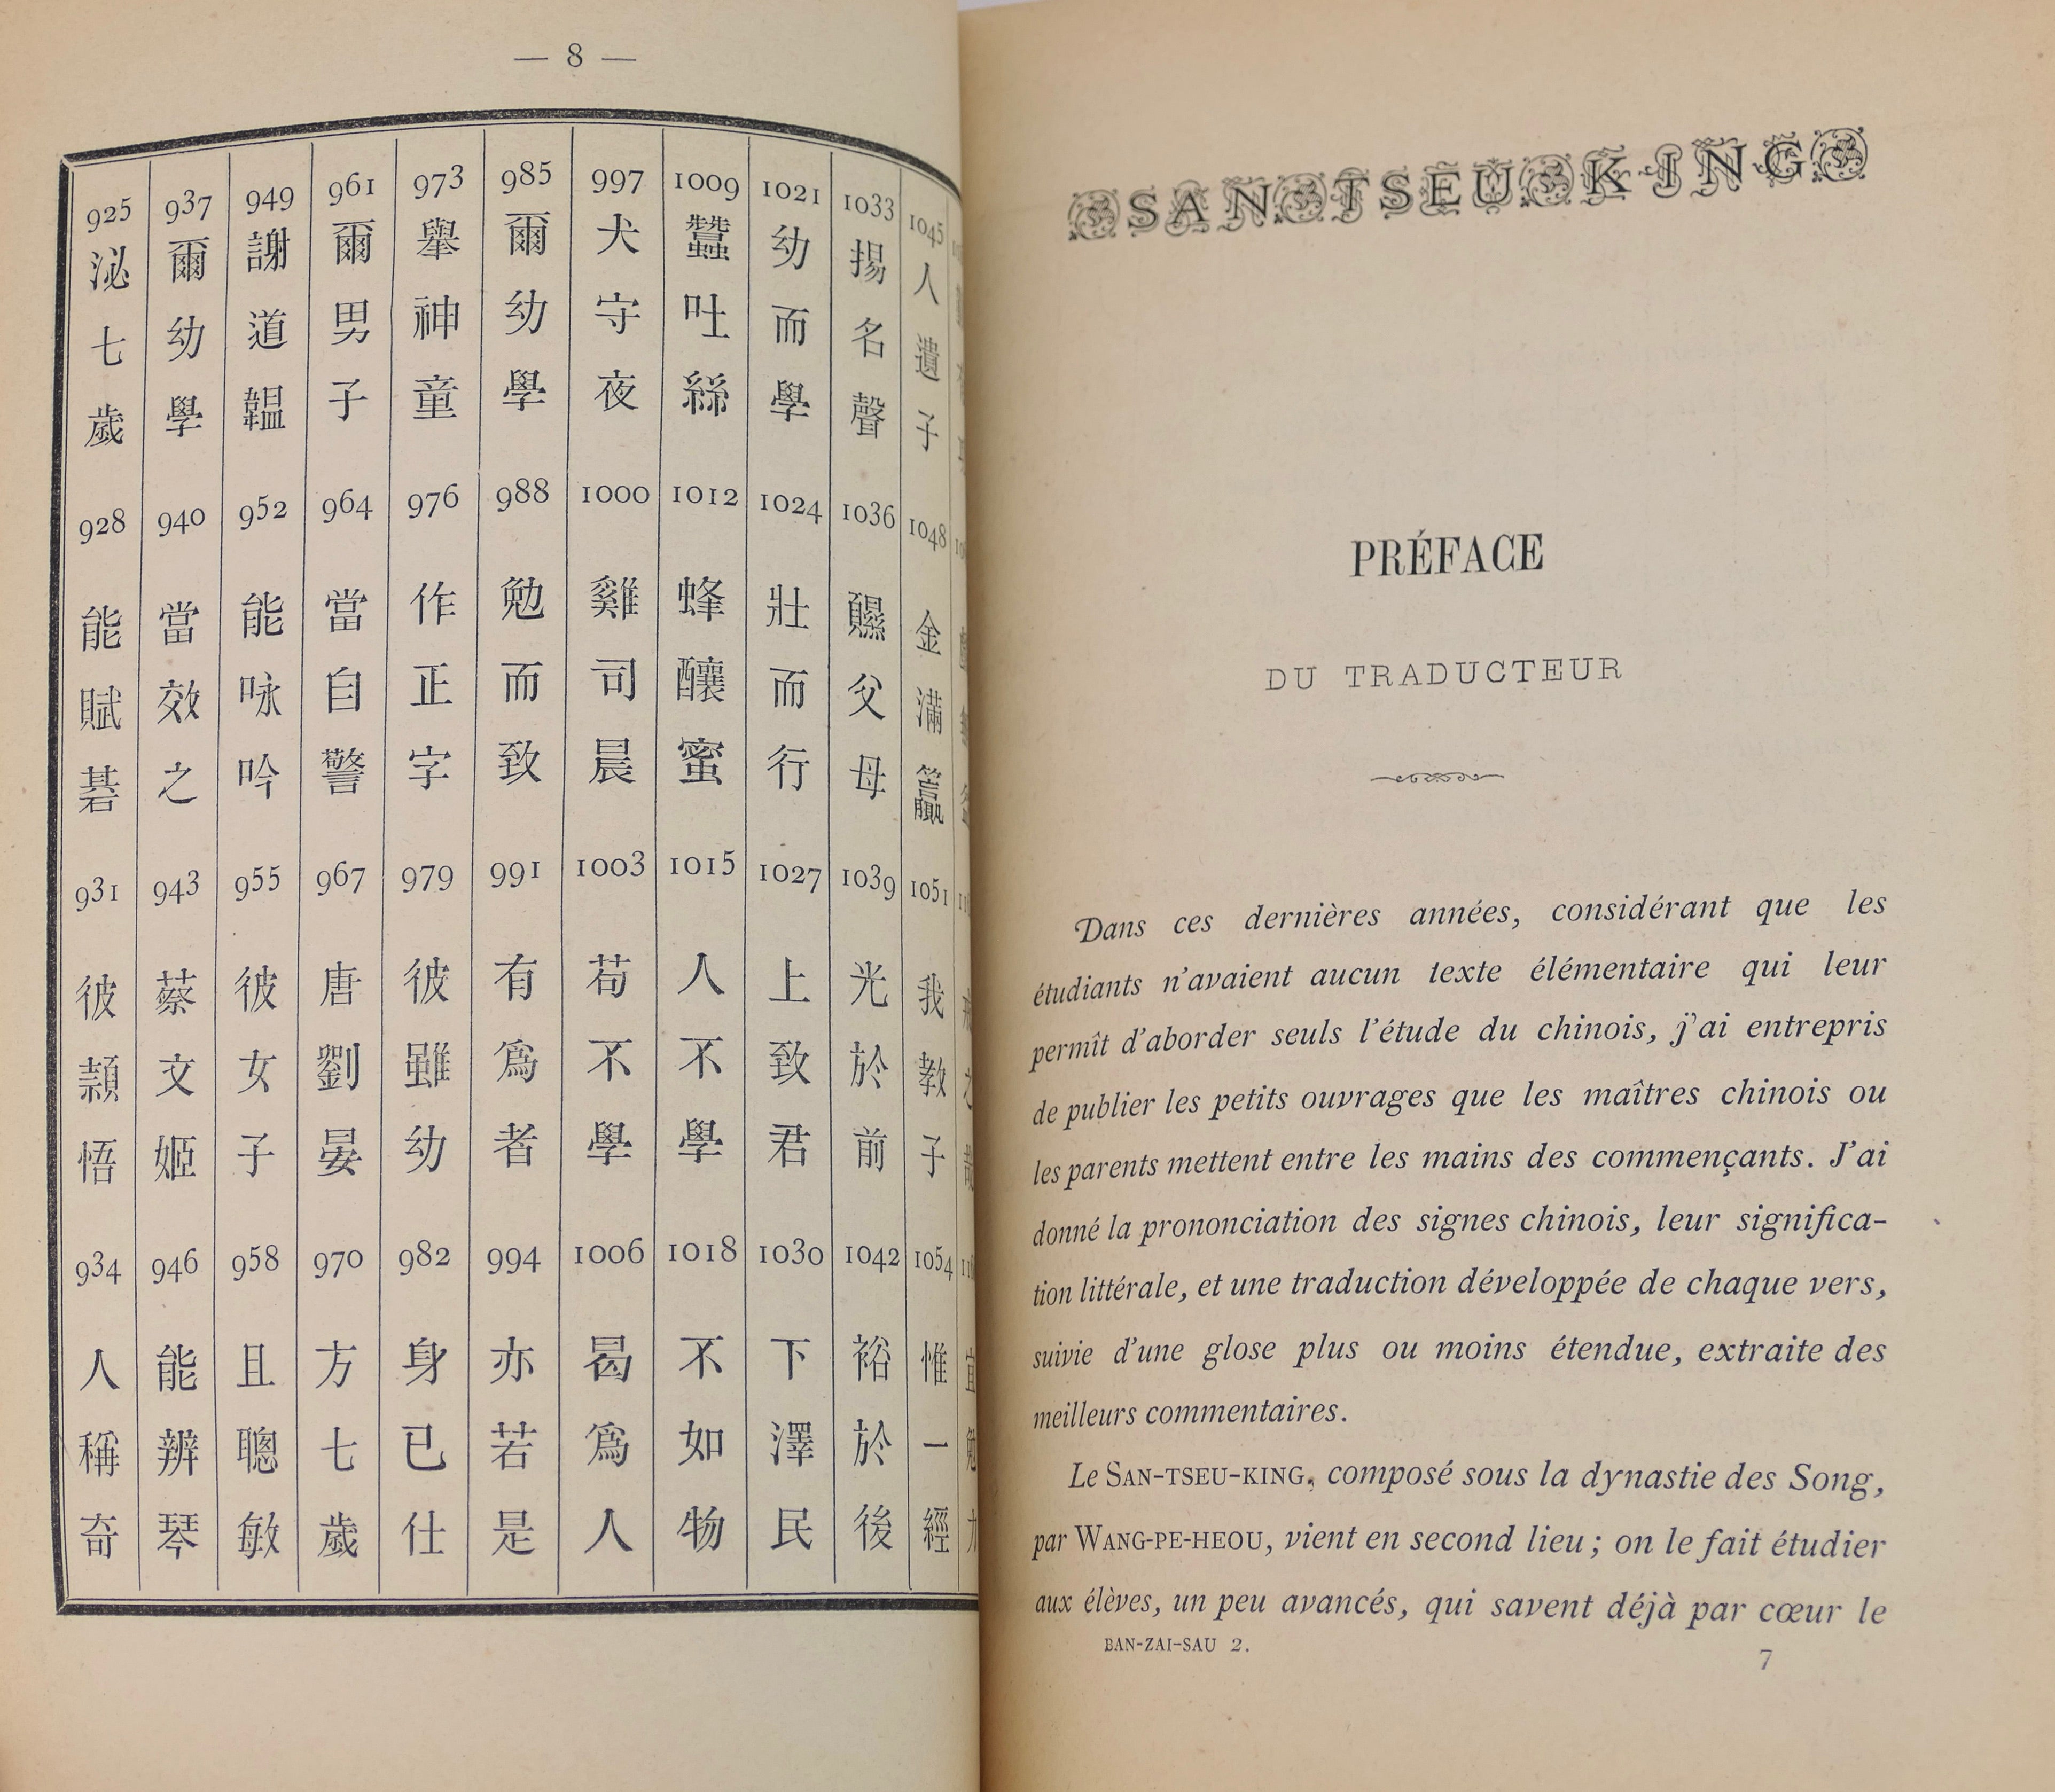 — 8 —
925 泌七歲 928 能賦碁 931 彼頴悟 934 人稱奇
937 爾幼學 940 當效之 943 蔡文姬 946 能辨琴
949 謝道韞 952 能咏吟 955 彼女子 958 且聰敏
961 爾男子 964 當自警 967 唐劉晏 970 方七歲
973 舉神童 976 作正字 979 彼雖幼 982 身已仕
985 爾幼學 988 勉而致 991 有爲者 994 亦若是
997 犬守夜 1000 雞司晨 1003 苟不學 1006 曷爲人
1009 蠶吐絲 1012 蜂釀蜜 1015 人不學 1018 不如物
1021 幼而學 1024 壯而行 1027 上致君 1030 下澤民
1033 揚名聲 1036 顯父母 1039 光於前 1042 裕於後
1045 人遺子 1048 金滿籯 1051 我教子 1054 惟一經
SAN TSEU KING
PRÉFACE
DU TRADUCTEUR
Dans ces dernières années, considérant que les
étudiants n'avaient aucun texte élémentaire qui leur
permît d'aborder seuls l'étude du chinois, j'ai entrepris
de publier les petits ouvrages que les maîtres chinois ou
les parents mettent entre les mains des commençants. J'ai
donné la prononciation des signes chinois, leur significa-
tion littérale, et une traduction développée de chaque vers,
suivie d'une glose plus ou moins étendue, extraite des
meilleurs commentaires.
Le SAN-TSEU-KING, composé sous la dynastie des Song,
par WANG-PE-HEOU, vient en second lieu ; on le fait étudier
aux élèves, un peu avancés, qui savent déjà par cœur le
BAN-ZAI-SAU 2.
7